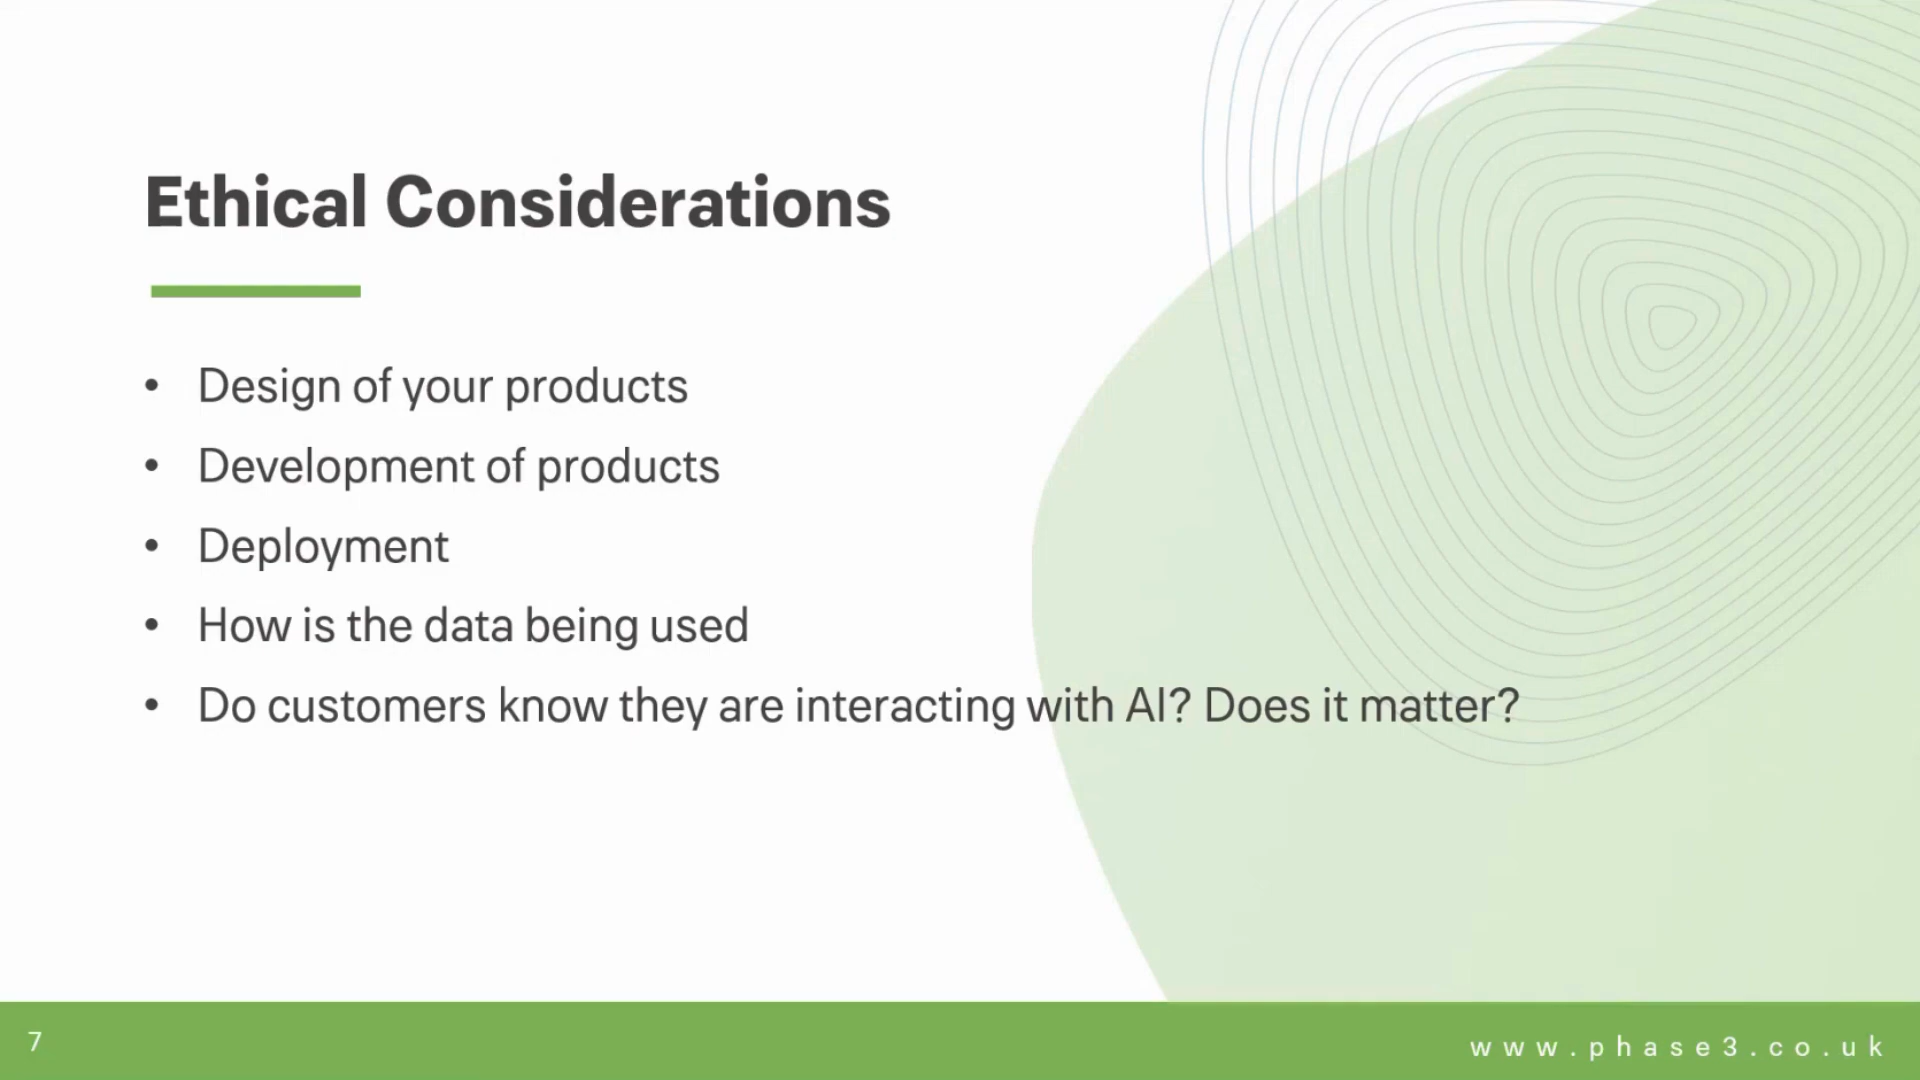 Ethical Considerations
• Design of your products
• Development of products
• Deployment
• How is the data being used
• Do customers know they are interacting with AI? Does it matter?
7
www.phase3.co.uk